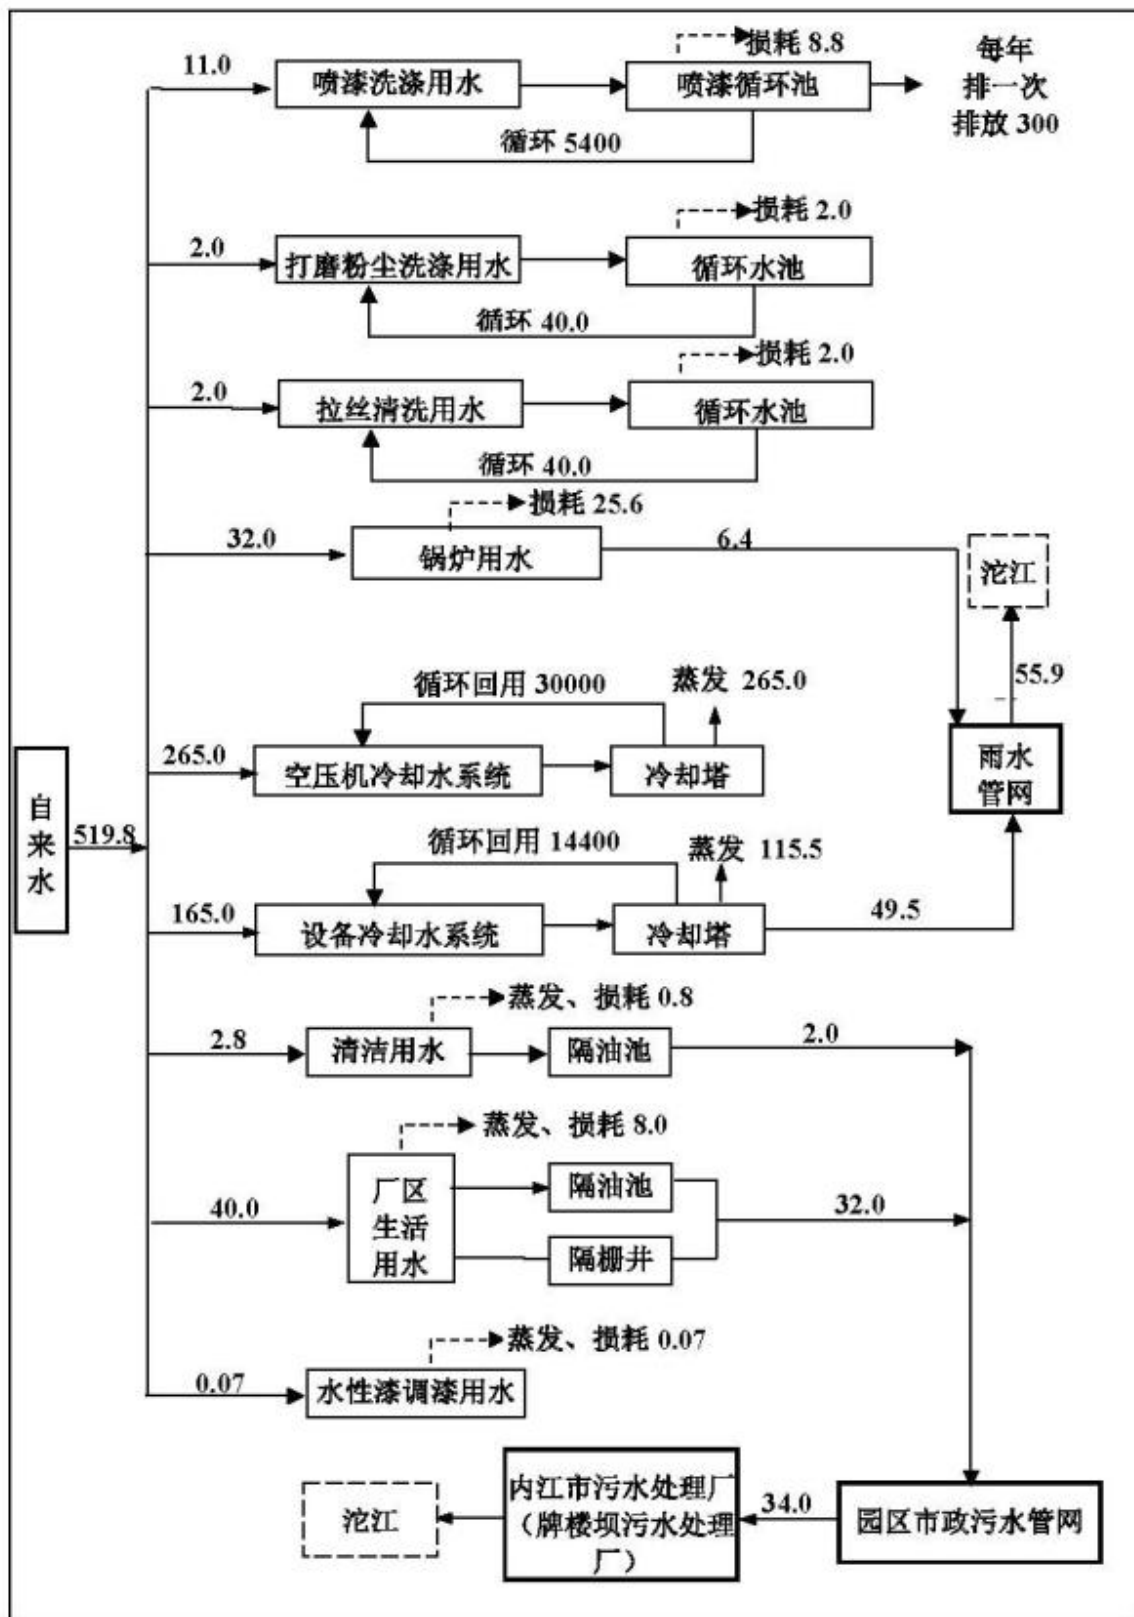 损耗 8.8
每年
排一次
排放 300
11.0
喷漆洗涤用水
喷漆循环池
循环 5400
损耗 2.0
2.0
打磨粉尘洗涤用水
循环水池
循环 40.0
损耗 2.0
2.0
拉丝清洗用水
循环水池
循环 40.0
损耗 25.6
32.0
锅炉用水
6.4
沱江
55.9
循环回用 30000
蒸发 265.0
265.0
空压机冷却水系统
冷却塔
雨水
管网
自
来
水
519.8
循环回用 14400
蒸发 115.5
165.0
设备冷却水系统
冷却塔
49.5
蒸发、损耗 0.8
2.8
清洁用水
隔油池
2.0
蒸发、损耗 8.0
40.0
厂区
生活
用水
隔油池
隔栅井
32.0
蒸发、损耗 0.07
0.07
水性漆调漆用水
沱江
内江市污水处理厂
（牌楼坝污水处理
厂）
34.0
园区市政污水管网